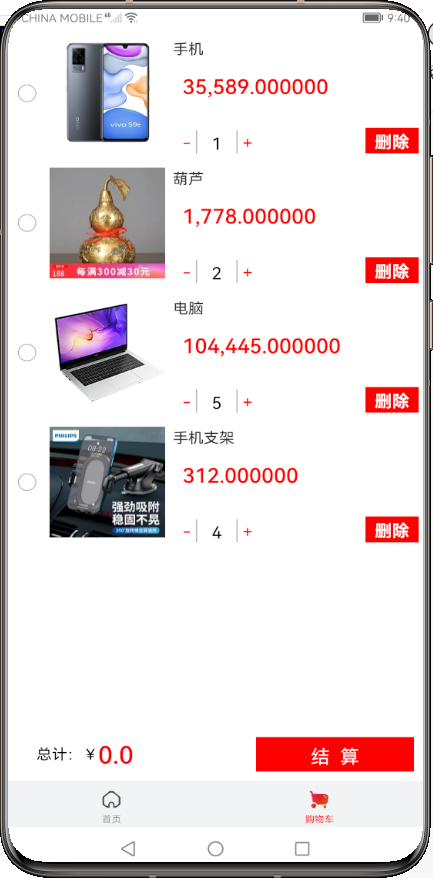 CHINA MOBILE 9:40
手机
35,589.000000
vivo S9e
- 1 + 删除
葫芦
1,778.000000
188 每满300减30元
- 2 + 删除
电脑
104,445.000000
- 5 + 删除
PHILIPS
08:22
手机支架
312.000000
强劲吸附
稳固不晃
- 4 + 删除
总计: ¥0.0 结 算
首页 购物车